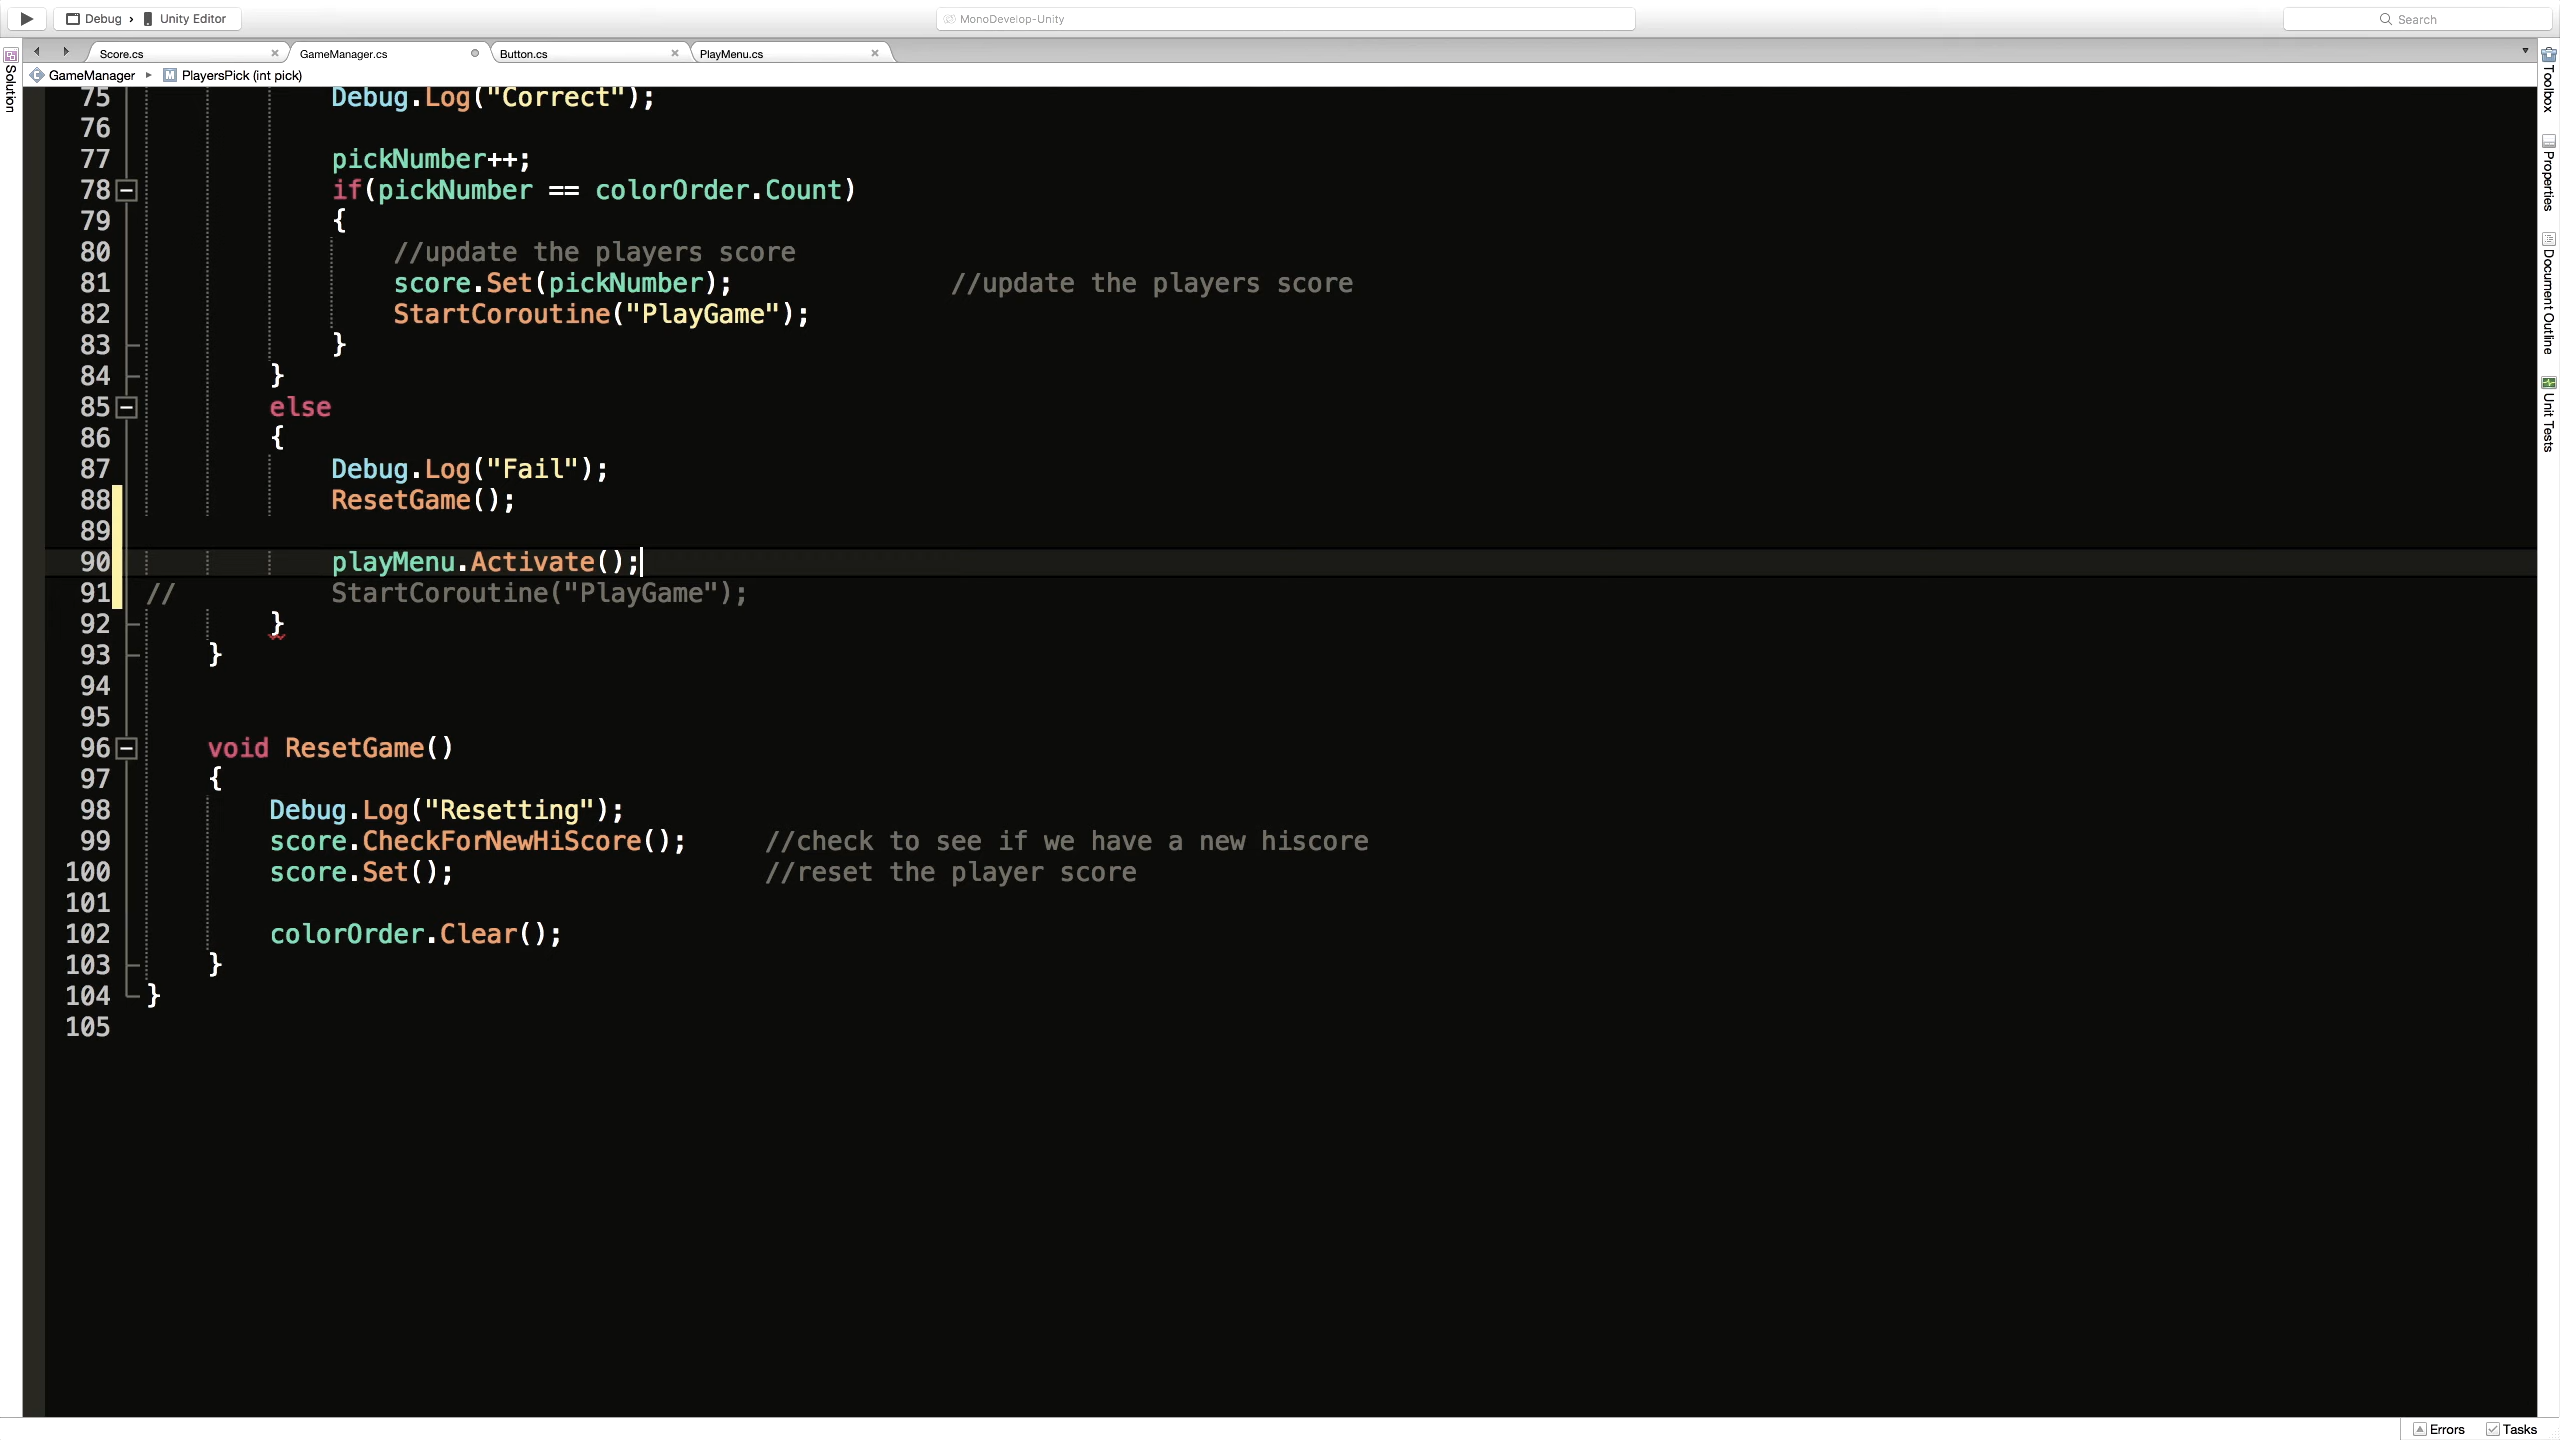 Debug › Unity Editor
MonoDevelop-Unity
Search
Score.cs
GameManager.cs
Button.cs
PlayMenu.cs
GameManager ▸ PlayersPick (int pick)
Solution
Toolbox
Properties
Document Outline
Unit Tests
75 Debug.Log("Correct");
76
77 pickNumber++;
78 if(pickNumber == colorOrder.Count)
79 {
80 //update the players score
81 score.Set(pickNumber); //update the players score
82 StartCoroutine("PlayGame");
83 }
84 }
85 else
86 {
87 Debug.Log("Fail");
88 ResetGame();
89
90 playMenu.Activate();
91 // StartCoroutine("PlayGame");
92 }
93 }
94
95
96 void ResetGame()
97 {
98 Debug.Log("Resetting");
99 score.CheckForNewHiScore(); //check to see if we have a new hiscore
100 score.Set(); //reset the player score
101
102 colorOrder.Clear();
103 }
104 }
105
Errors
Tasks